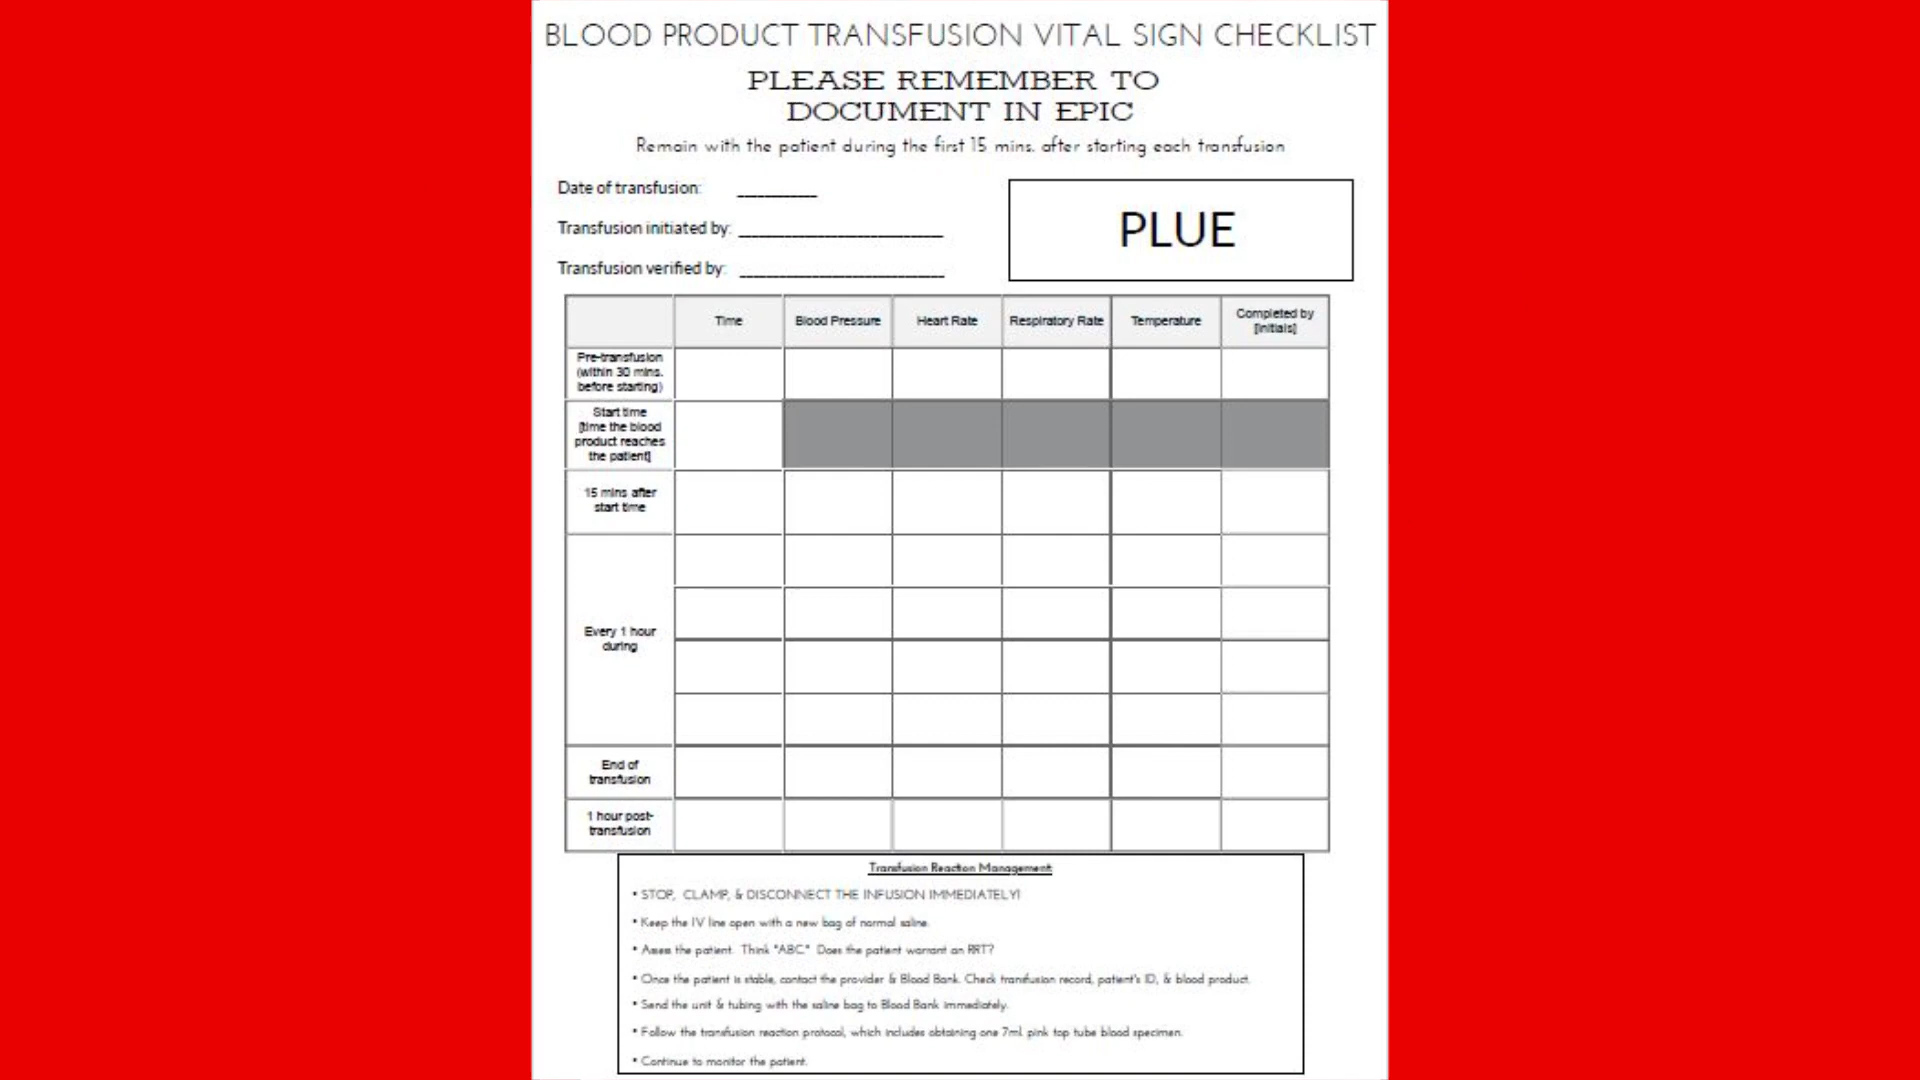 BLOOD PRODUCT TRANSFUSION VITAL SIGN CHECKLIST
PLEASE REMEMBER TO
DOCUMENT IN EPIC
Remain with the patient during the first 15 mins. after starting each transfusion
Date of transfusion: __________
Transfusion initiated by: __________________________
Transfusion verified by: __________________________
PLUE
Time Blood Pressure Heart Rate Respiratory Rate Temperature Completed by
[initials]
Pre-transfusion
(within 30 mins.
before starting)
Start time
[time the blood
product reaches
the patient]
15 mins after
start time
Every 1 hour
during
End of
transfusion
1 hour post-
transfusion
Transfusion Reaction Management:
• STOP, CLAMP, & DISCONNECT THE INFUSION IMMEDIATELY!
• Keep the IV line open with a new bag of normal saline.
• Assess the patient. Think "ABC." Does the patient warrant an RRT?
• Once the patient is stable, contact the provider & Blood Bank. Check transfusion record, patient's ID, & blood product.
• Send the unit & tubing with the saline bag to Blood Bank immediately.
• Follow the transfusion reaction protocol, which includes obtaining one 7ml pink top tube blood specimen.
• Continue to monitor the patient.